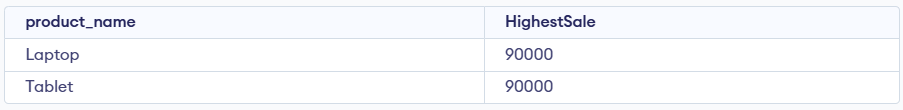 product_name HighestSale
Laptop 90000
Tablet 90000